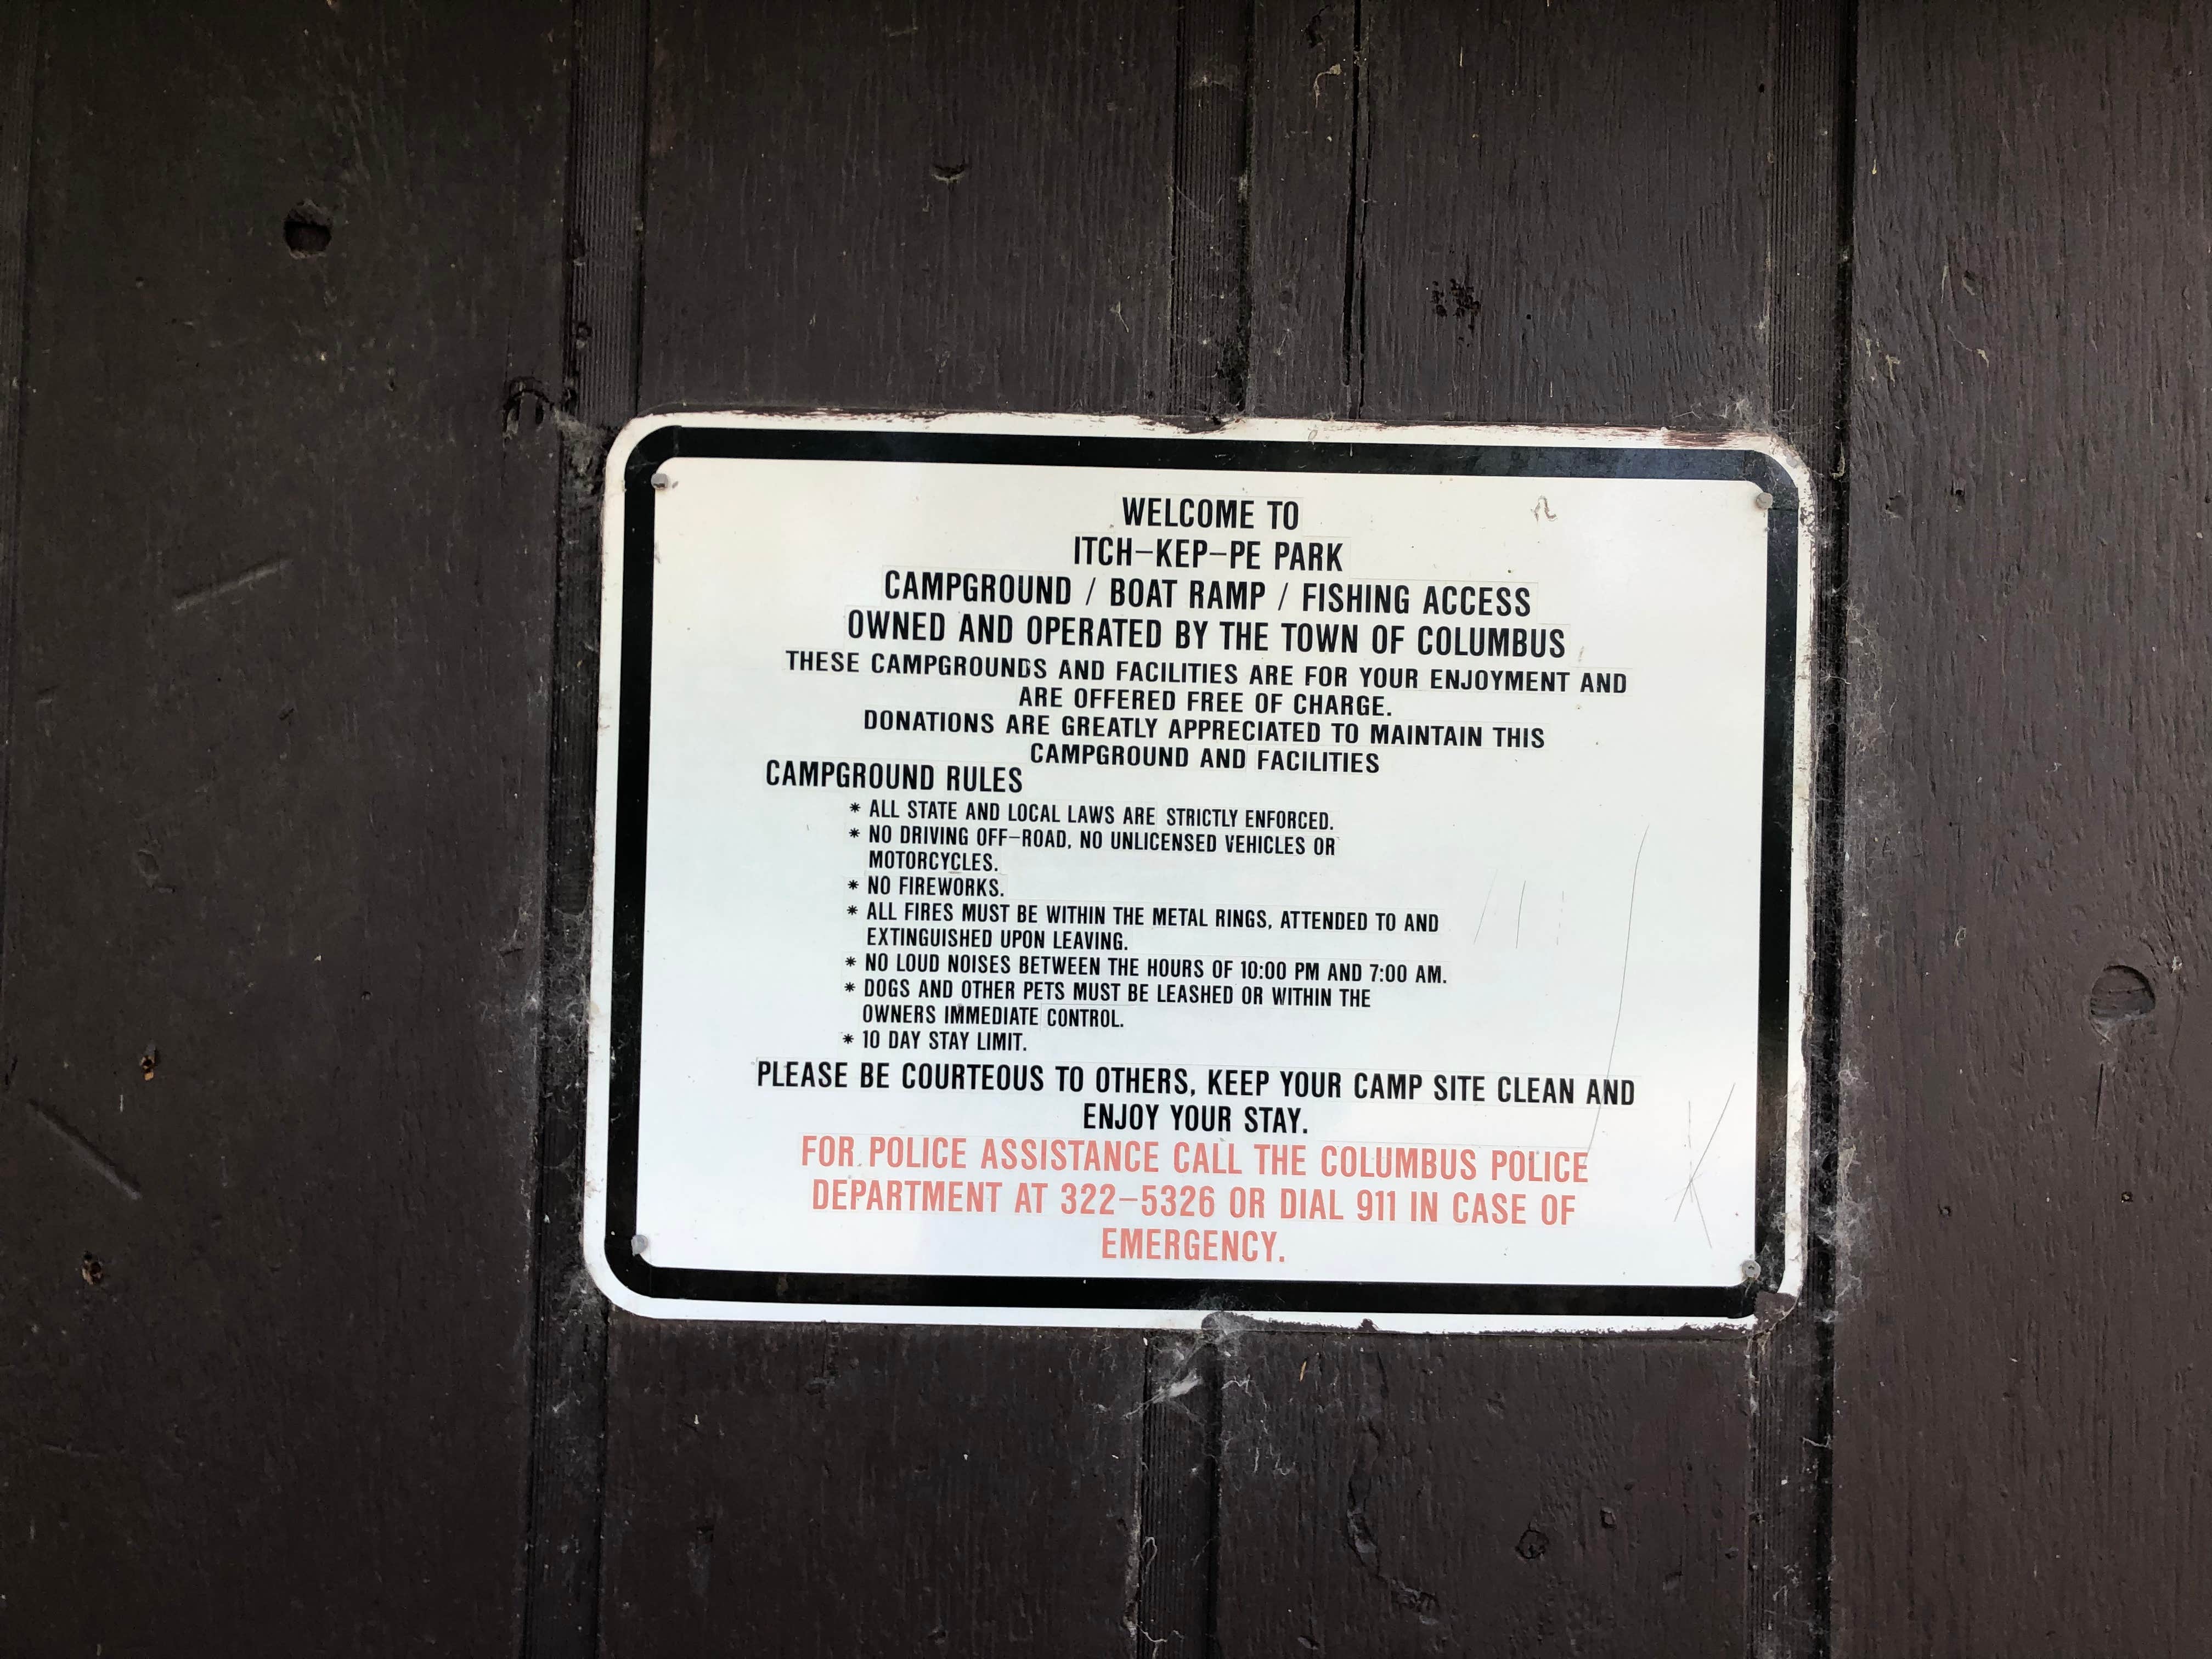 WELCOME TO
ITCH-KEP-PE PARK
CAMPGROUND / BOAT RAMP / FISHING ACCESS
OWNED AND OPERATED BY THE TOWN OF COLUMBUS
THESE CAMPGROUNDS AND FACILITIES ARE FOR YOUR ENJOYMENT AND
ARE OFFERED FREE OF CHARGE.
DONATIONS ARE GREATLY APPRECIATED TO MAINTAIN THIS
CAMPGROUND AND FACILITIES
CAMPGROUND RULES
* ALL STATE AND LOCAL LAWS ARE STRICTLY ENFORCED.
* NO DRIVING OFF-ROAD, NO UNLICENSED VEHICLES OR
MOTORCYCLES.
* NO FIREWORKS.
* ALL FIRES MUST BE WITHIN THE METAL RINGS, ATTENDED TO AND
EXTINGUISHED UPON LEAVING.
* NO LOUD NOISES BETWEEN THE HOURS OF 10:00 PM AND 7:00 AM.
* DOGS AND OTHER PETS MUST BE LEASHED OR WITHIN THE
OWNERS IMMEDIATE CONTROL.
* 10 DAY STAY LIMIT.
PLEASE BE COURTEOUS TO OTHERS, KEEP YOUR CAMP SITE CLEAN AND
ENJOY YOUR STAY.
FOR POLICE ASSISTANCE CALL THE COLUMBUS POLICE
DEPARTMENT AT 322-5326 OR DIAL 911 IN CASE OF
EMERGENCY.